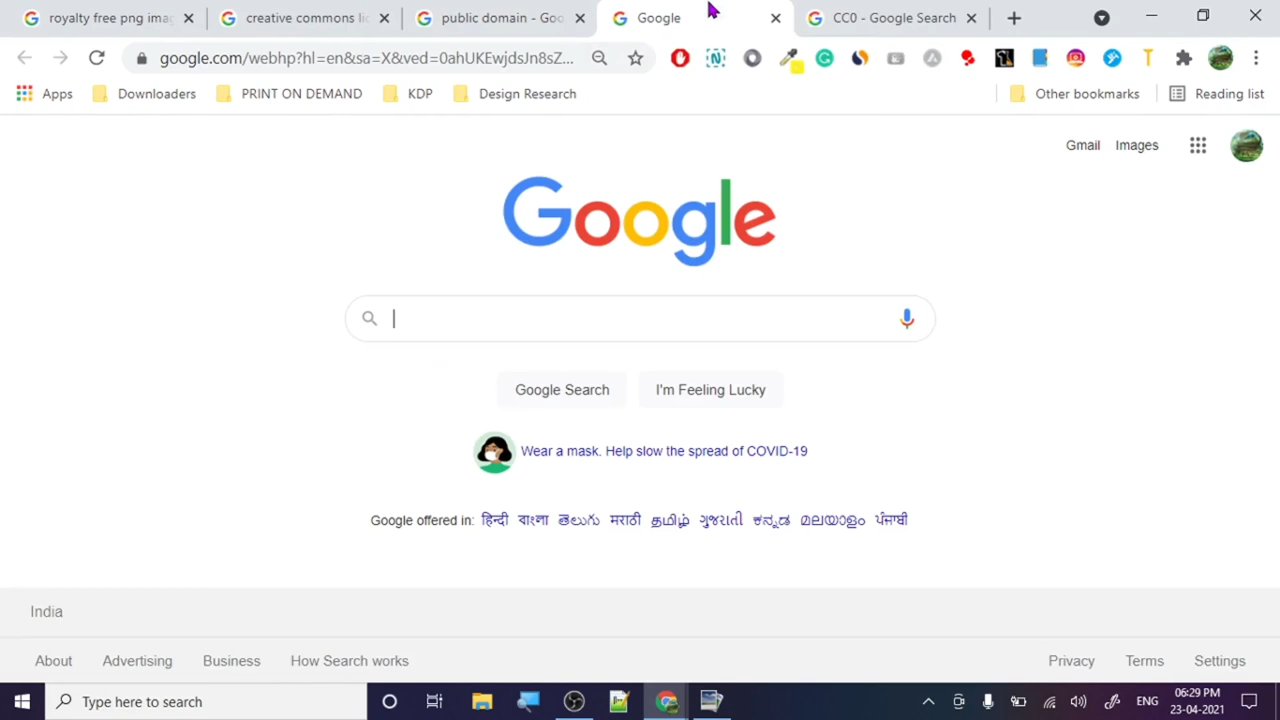 royalty free png imag
creative commons lic
public domain - Goo
Google
CC0 - Google Search
google.com/webhp?hl=en&sa=X&ved=0ahUKEwjdsJn8sZ...
Apps
Downloaders
PRINT ON DEMAND
KDP
Design Research
Other bookmarks
Reading list
Gmail
Images
Google
Google Search
I'm Feeling Lucky
Wear a mask. Help slow the spread of COVID-19
Google offered in: हिन्दी বাংলা తెలుగు मराठी தமிழ் ગુજરાતી ಕನ್ನಡ മലയാളം ਪੰਜਾਬੀ
India
About
Advertising
Business
How Search works
Privacy
Terms
Settings
Type here to search
ENG
06:29 PM
23-04-2021